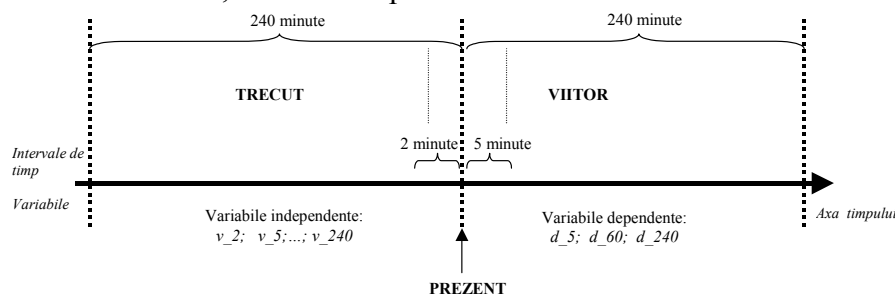 240 minute 240 minute
TRECUT VIITOR
2 minute 5 minute
Intervale de
timp
Variabile
Variabile independente:
v_2; v_5;...; v_240
Variabile dependente:
d_5; d_60; d_240
Axa timpului
PREZENT